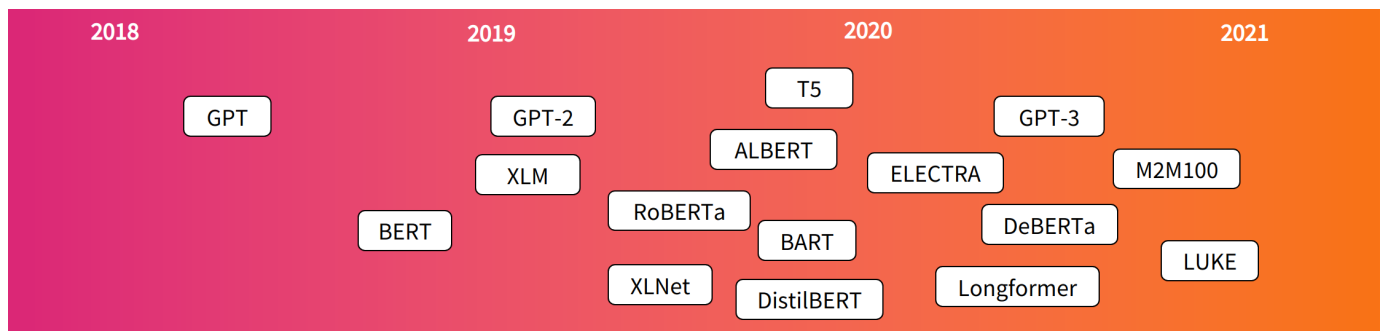 2018
2019
2020
2021
T5
GPT
GPT-2
GPT-3
ALBERT
XLM
ELECTRA
M2M100
RoBERTa
BERT
BART
DeBERTa
LUKE
XLNet
DistilBERT
Longformer